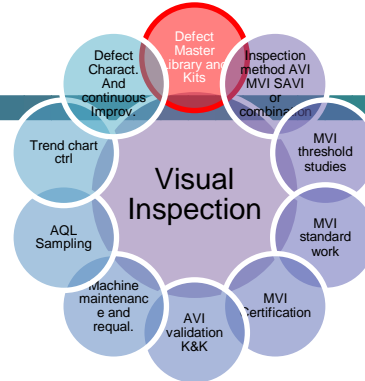 Defect
Master
Library and
Kits
Inspection
method AVI
MVI SAVI
or
combination
MVI
threshold
studies
MVI
standard
work
MVI
Certification
AVI
validation
K&K
Machine
maintenanc
e and
requal.
AQL
Sampling
Trend chart
ctrl
Defect
Charact.
And
continuous
Improv.
Visual
Inspection